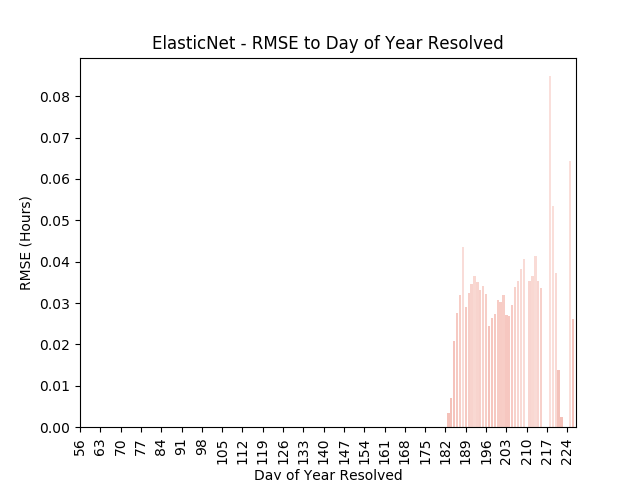 ElasticNet - RMSE to Day of Year Resolved
0.08
0.07
0.06
0.05
0.04
0.03
0.02
0.01
0.00
RMSE (Hours)
56 63 70 77 84 91 98 105 112 119 126 133 140 147 154 161 168 175 182 189 196 203 210 217 224
Day of Year Resolved